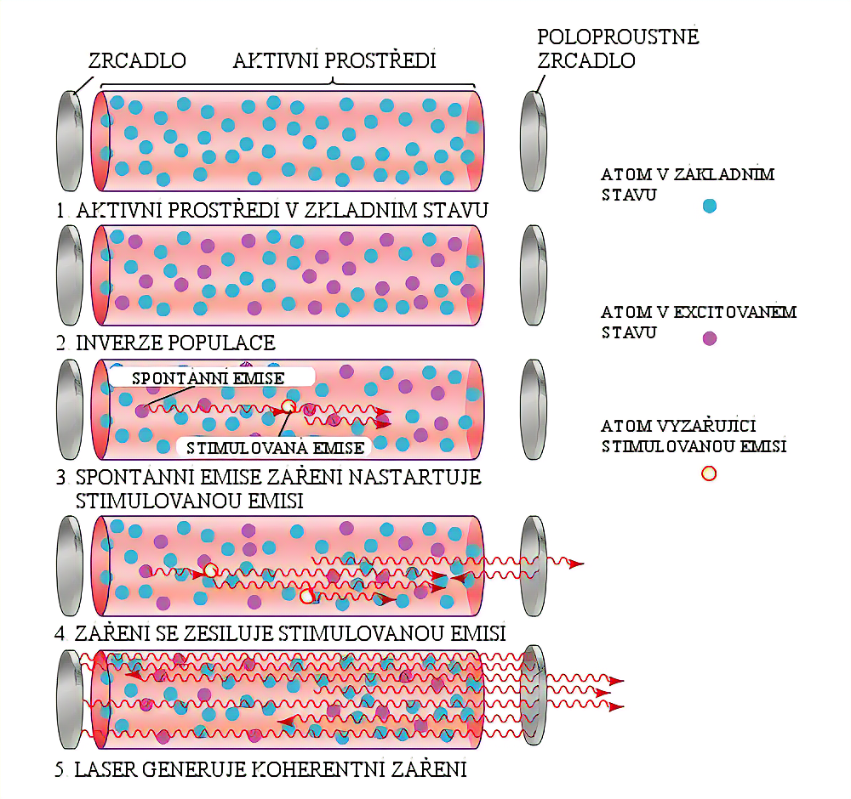 ZRCADLO
AKTIVNÍ PROSTŘEDÍ
POLOPROUSTNÉ
ZRCADLO
1. AKTIVNÍ PROSTŘEDÍ V ZKLADNÍM STAVU
2. INVERZE POPULACE
SPONTÁNNÍ EMISE
STIMULOVANÁ EMISE
3. SPONTÁNNÍ EMISE ZÁŘENÍ NASTARTUJE
STIMULOVANOU EMISI
4. ZÁŘENÍ SE ZESILUJE STIMULOVANOU EMISÍ
5. LASER GENERUJE KOHERENTNÍ ZÁŘENÍ
ATOM V ZÁKLADNÍM
STAVU
ATOM V EXCITOVANÉM
STAVU
ATOM VYZAŘUJÍCÍ
STIMULOVANOU EMISI